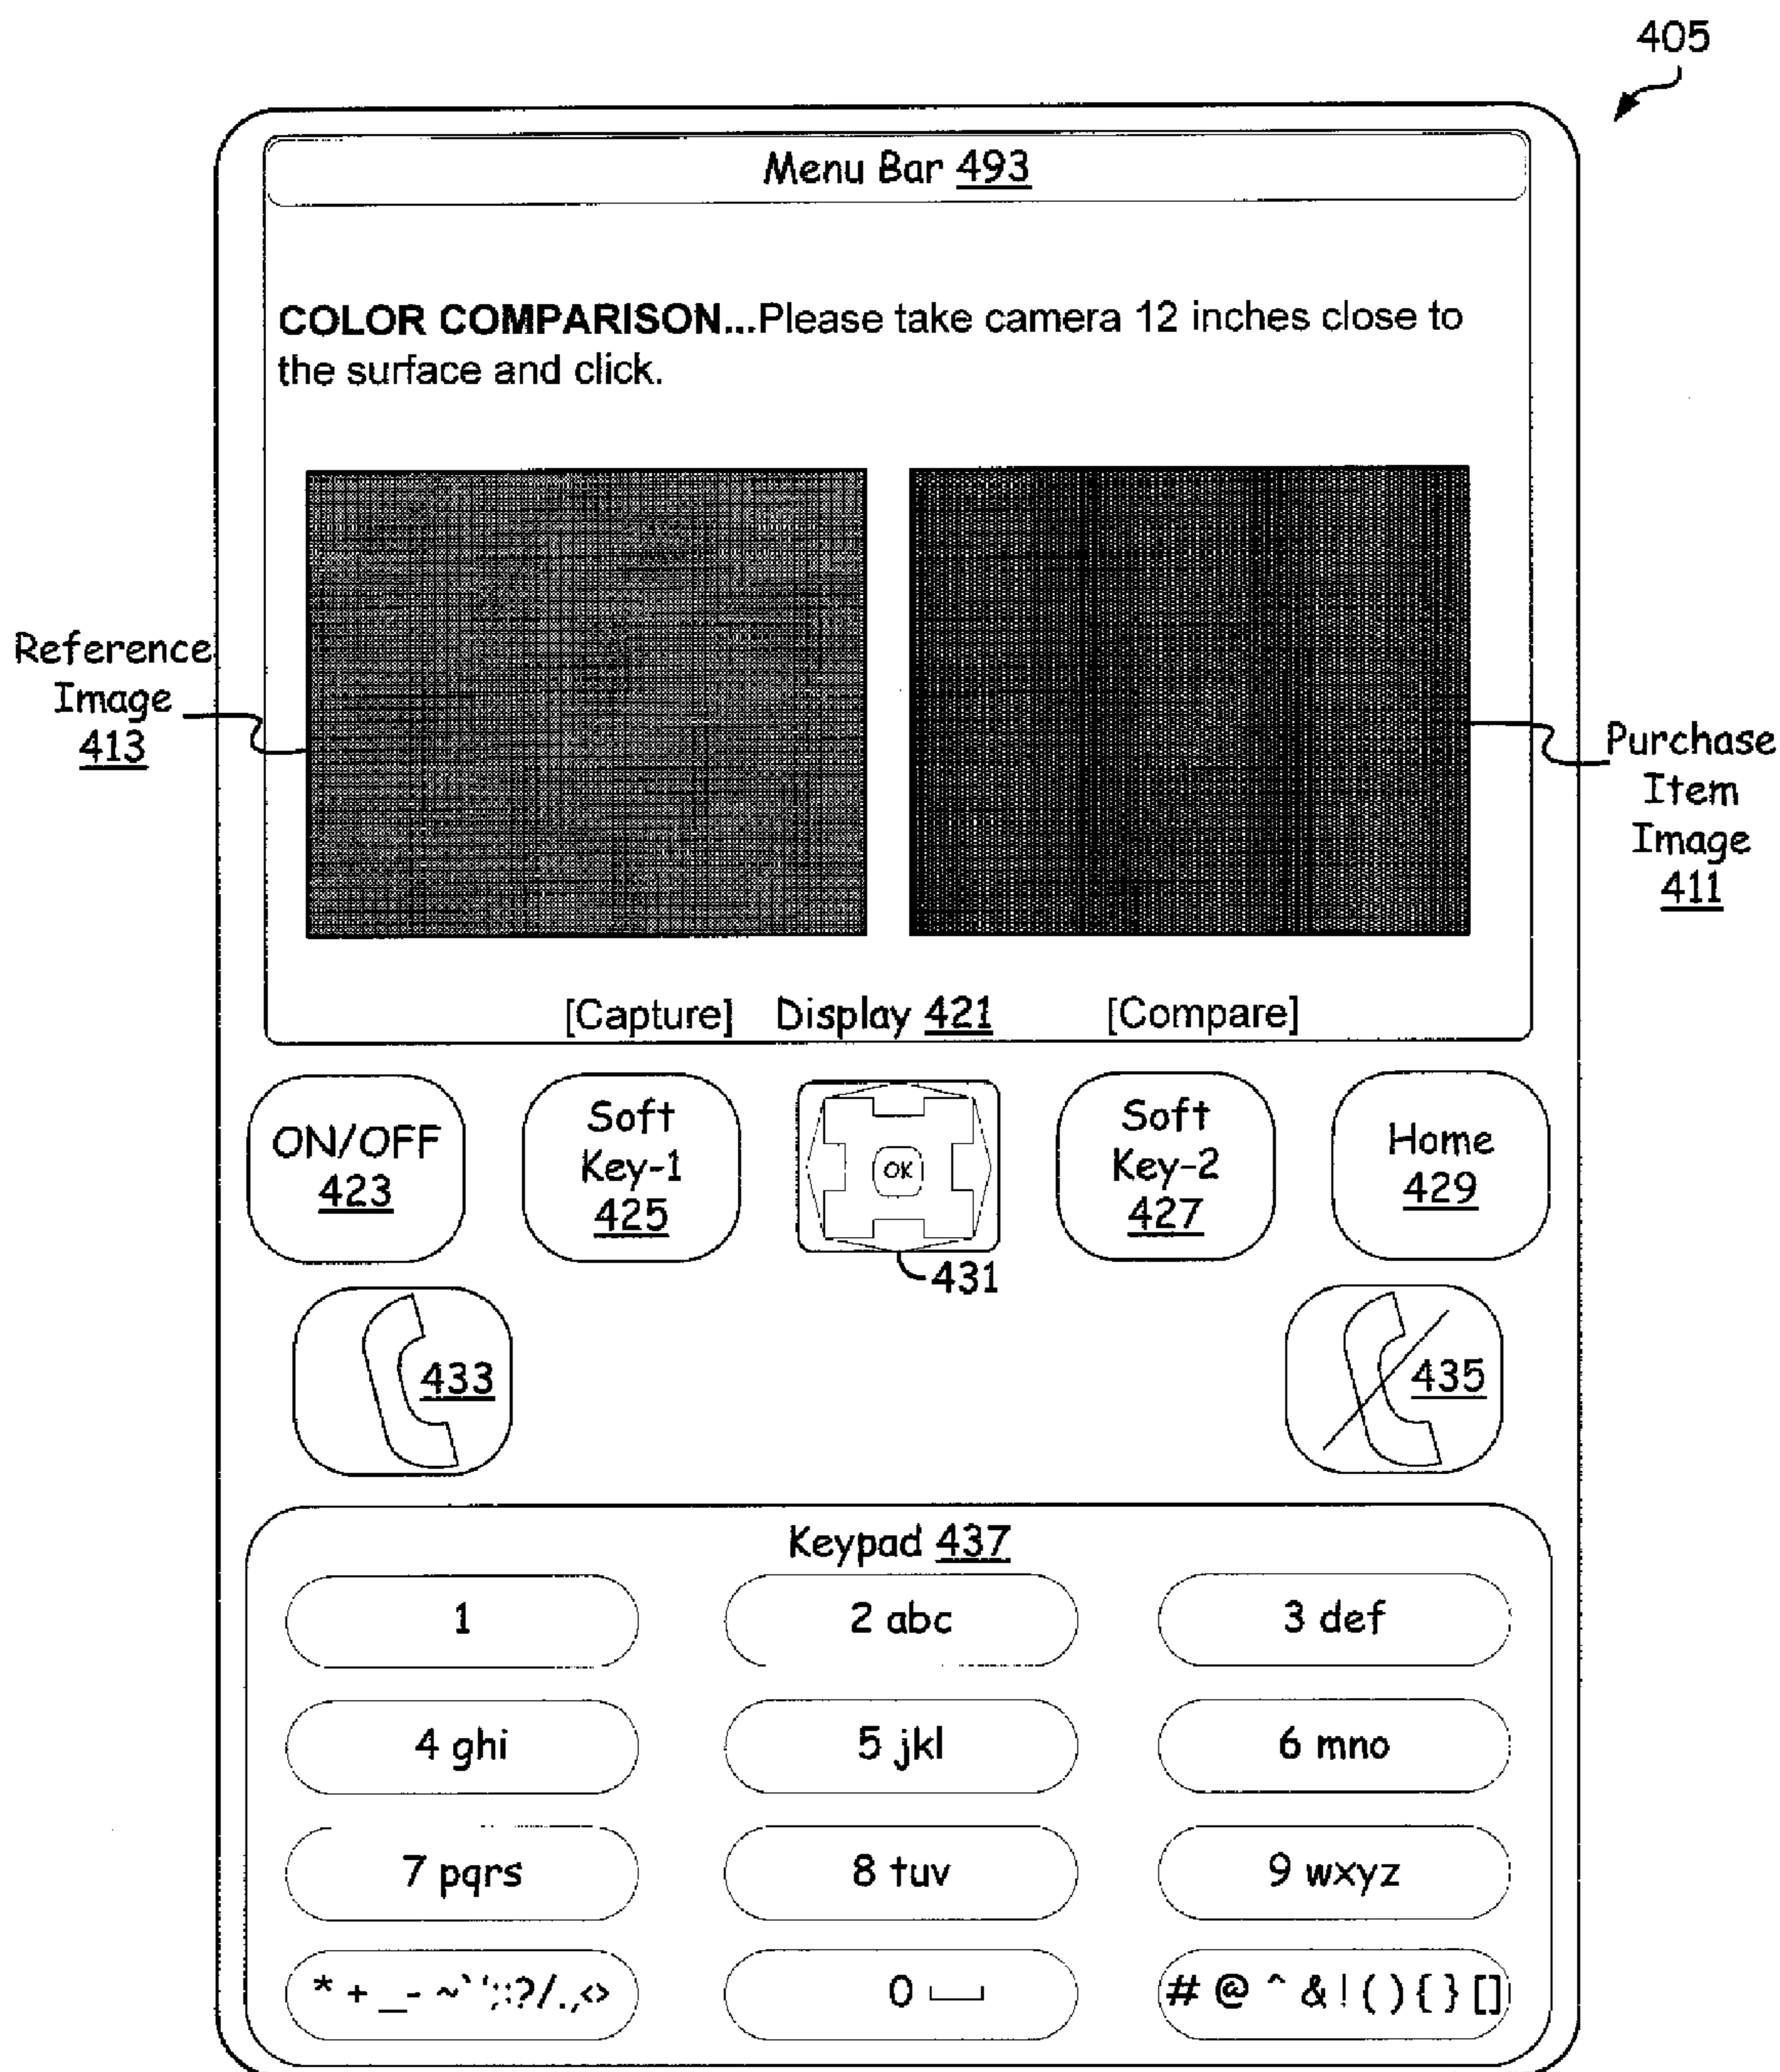 405
Menu Bar 493
COLOR COMPARISON...Please take camera 12 inches close to
the surface and click.
Reference
Image
413
Purchase
Item
Image
411
[Capture] Display 421 [Compare]
ON/OFF
423
Soft
Key-1
425
OK
431
Soft
Key-2
427
Home
429
433
435
Keypad 437
1
2 abc
3 def
4 ghi
5 jkl
6 mno
7 pqrs
8 tuv
9 wxyz
* + _- ~`';:?/.,<>
0
# @ ^ & ! ( ) { } []